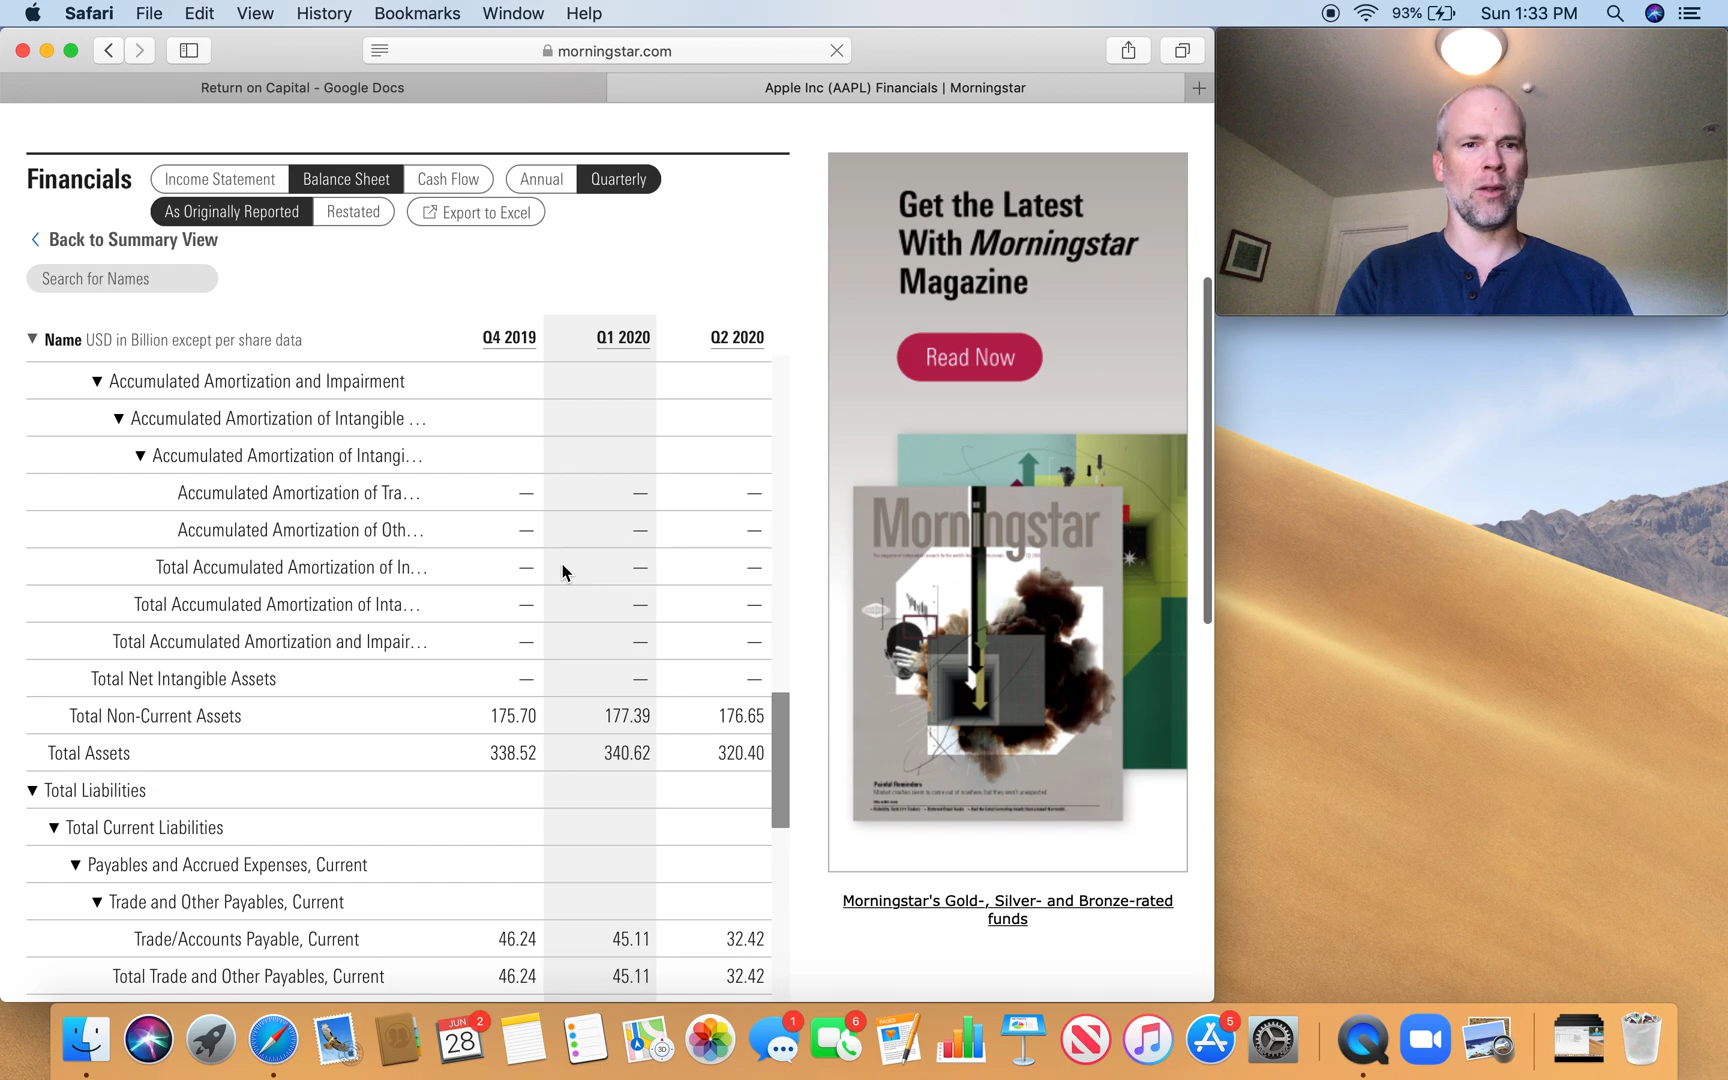 Safari File Edit View History Bookmarks Window Help
93% Sun 1:33 PM
morningstar.com
Return on Capital - Google Docs
Apple Inc (AAPL) Financials | Morningstar
Financials Income Statement Balance Sheet Cash Flow Annual Quarterly
As Originally Reported Restated Export to Excel
Back to Summary View
Search for Names
Name USD in Billion except per share data Q4 2019 Q1 2020 Q2 2020
Accumulated Amortization and Impairment
Accumulated Amortization of Intangible ...
Accumulated Amortization of Intangi...
Accumulated Amortization of Tra... — — —
Accumulated Amortization of Oth... — — —
Total Accumulated Amortization of In... — — —
Total Accumulated Amortization of Inta... — — —
Total Accumulated Amortization and Impair... — — —
Total Net Intangible Assets — — —
Total Non-Current Assets 175.70 177.39 176.65
Total Assets 338.52 340.62 320.40
Total Liabilities
Total Current Liabilities
Payables and Accrued Expenses, Current
Trade and Other Payables, Current
Trade/Accounts Payable, Current 46.24 45.11 32.42
Total Trade and Other Payables, Current 46.24 45.11 32.42
Get the Latest
With Morningstar
Magazine
Read Now
Morningstar
Painful Reminders
Morningstar's Gold-, Silver- and Bronze-rated
funds
JUN 2
28
3D
1
6
5